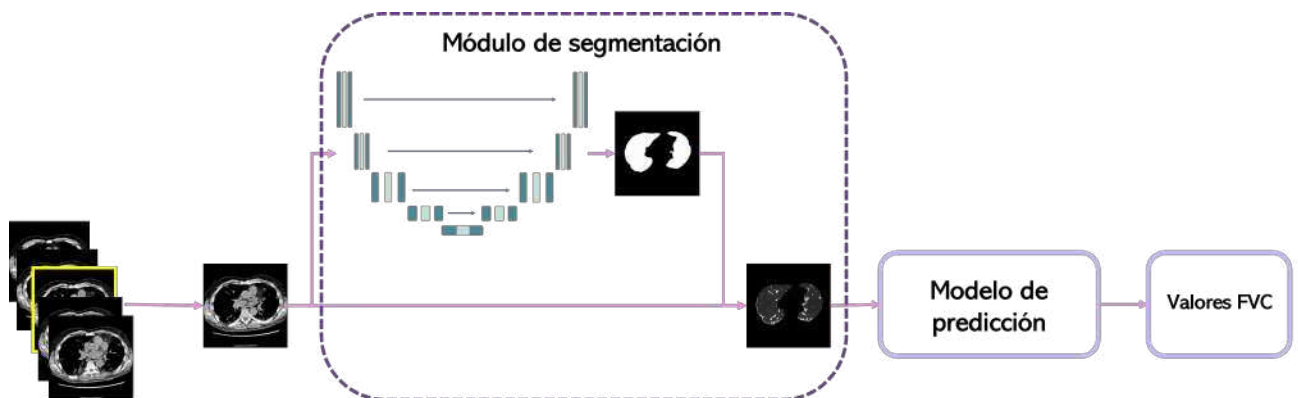 Módulo de segmentación
Modelo de
predicción
Valores FVC